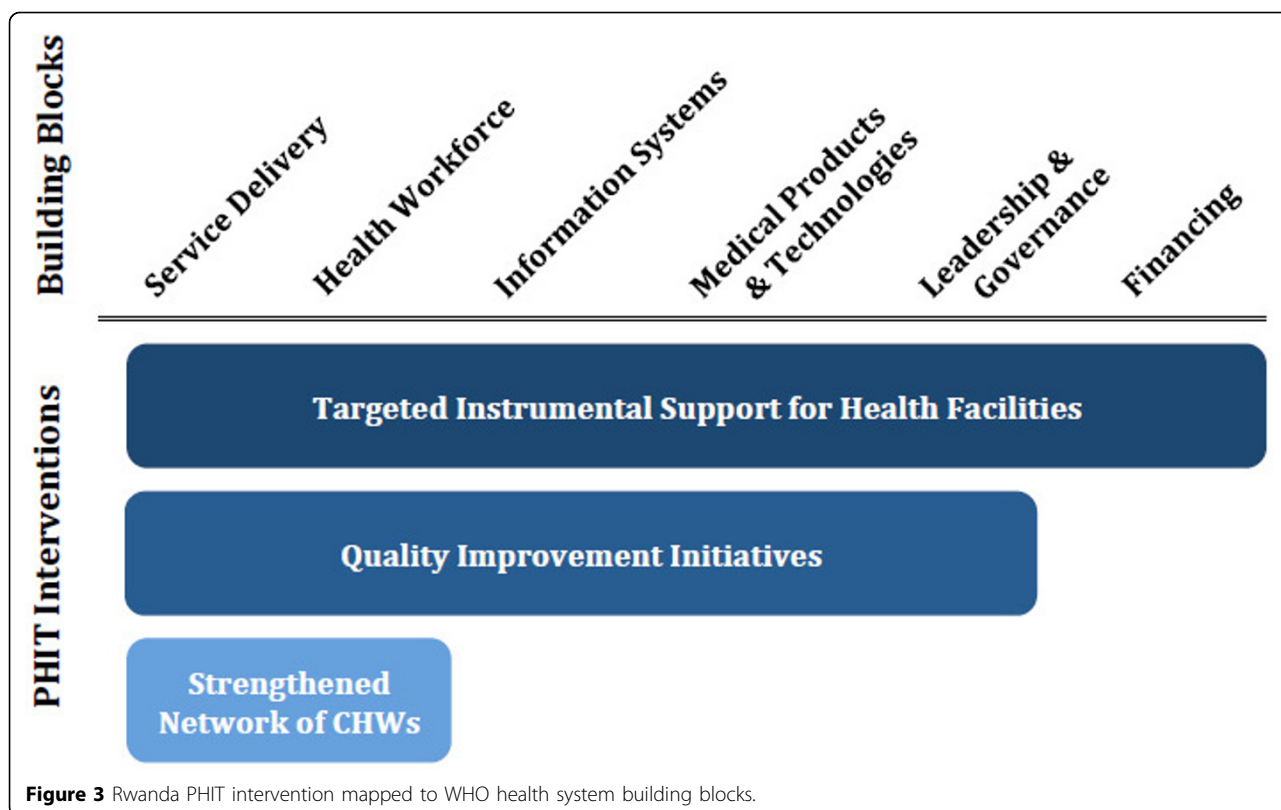 Building Blocks
Service Delivery
Health Workforce
Information Systems
Medical Products
& Technologies
Leadership &
Governance
Financing
PHIT Interventions
Targeted Instrumental Support for Health Facilities
Quality Improvement Initiatives
Strengthened
Network of CHWs
Figure 3 Rwanda PHIT intervention mapped to WHO health system building blocks.